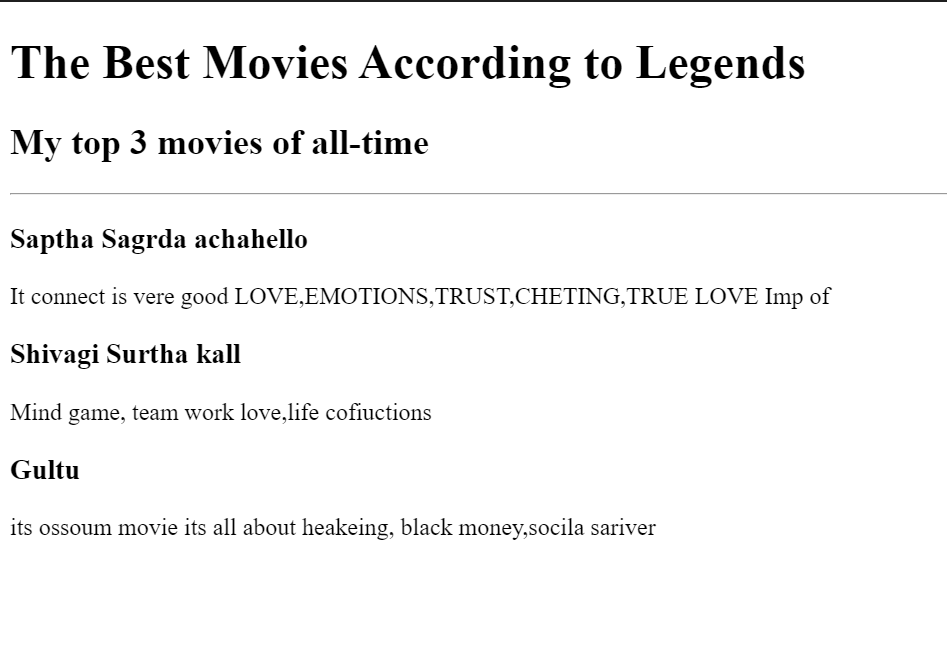 The Best Movies According to Legends
My top 3 movies of all-time
Saptha Sagrda achahello
It connect is vere good LOVE,EMOTIONS,TRUST,CHETING,TRUE LOVE Imp of
Shivagi Surtha kall
Mind game, team work love,life cofiuctions
Gultu
its ossoum movie its all about heakeing, black money,socila sariver